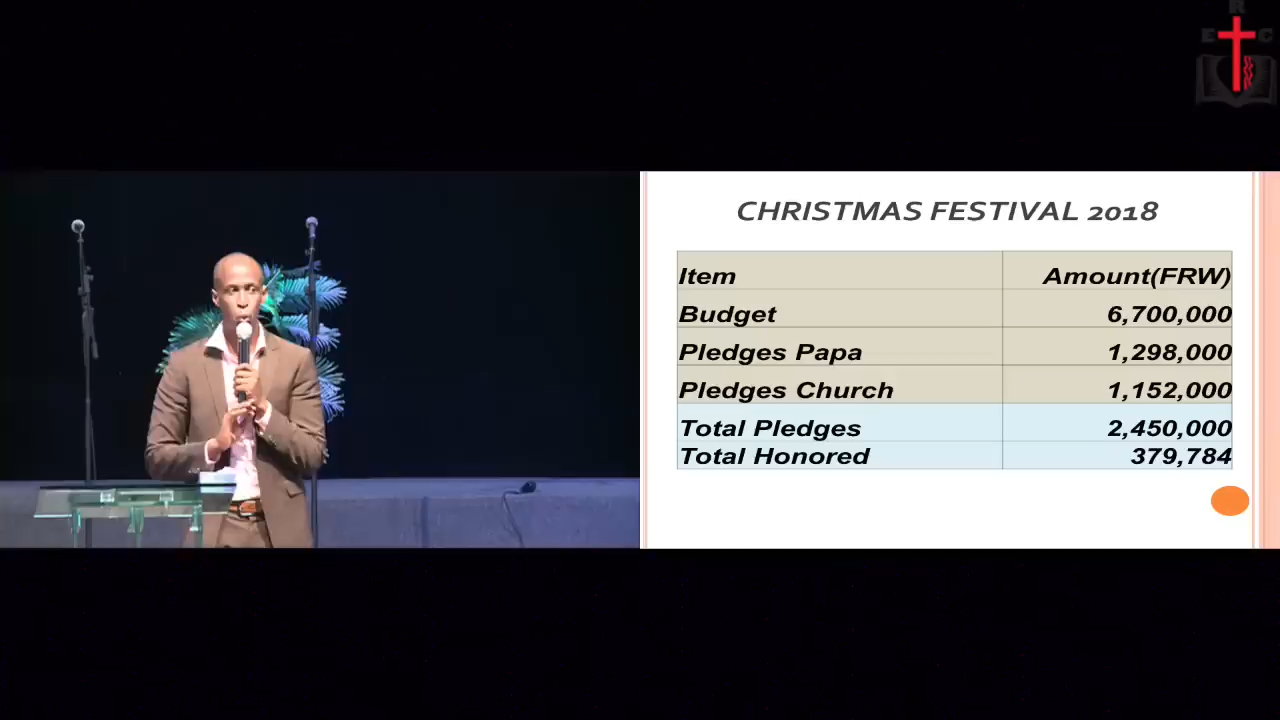 R
E C
CHRISTMAS FESTIVAL 2018
Item Amount(FRW)
Budget 6,700,000
Pledges Papa 1,298,000
Pledges Church 1,152,000
Total Pledges 2,450,000
Total Honored 379,784